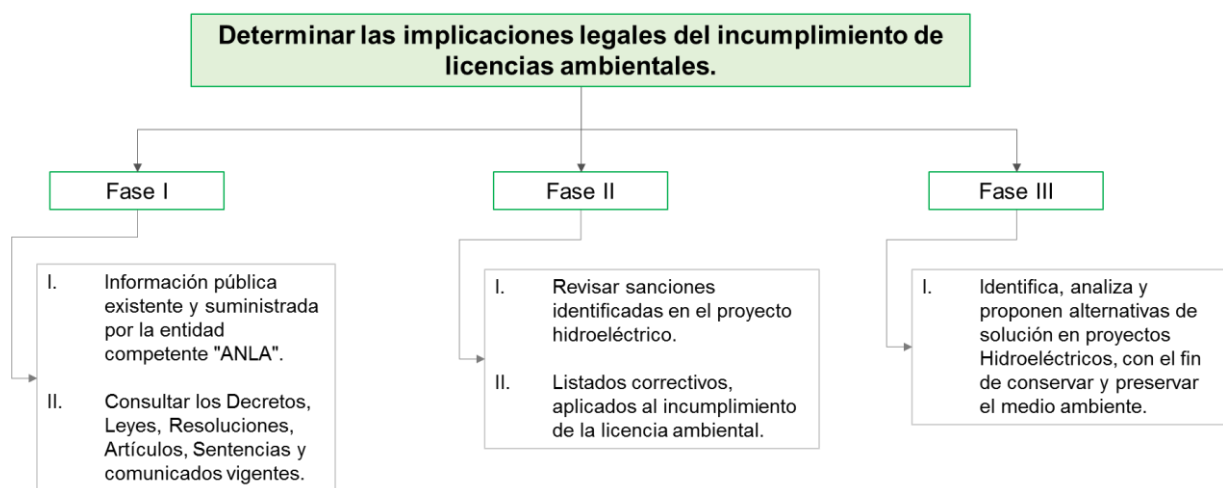 Determinar las implicaciones legales del incumplimiento de
licencias ambientales.
Fase I
I. Información pública
existente y suministrada
por la entidad
competente "ANLA".
II. Consultar los Decretos,
Leyes, Resoluciones,
Artículos, Sentencias y
comunicados vigentes.
Fase II
I. Revisar sanciones
identificadas en el proyecto
hidroeléctrico.
II. Listados correctivos,
aplicados al incumplimiento
de la licencia ambiental.
Fase III
I. Identifica, analiza y
proponen alternativas de
solución en proyectos
Hidroeléctricos, con el fin
de conservar y preservar
el medio ambiente.